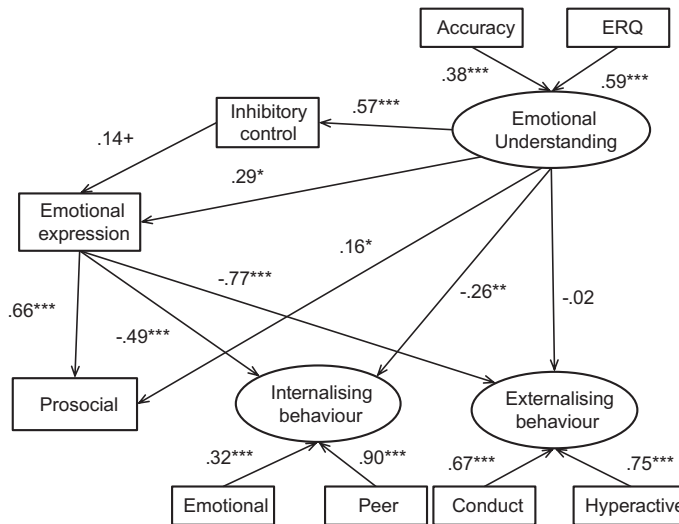 Accuracy
ERQ
.38***
.59***
Inhibitory
control
.57***
Emotional
Understanding
.14+
.29*
Emotional
expression
.16*
-.77***
-.26**
-.02
.66***
-.49***
Prosocial
Internalising
behaviour
Externalising
behaviour
.32***
.90***
.67***
.75***
Emotional
Peer
Conduct
Hyperactive